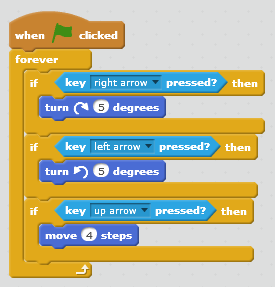 when clicked
forever
if key right arrow pressed? then
turn 5 degrees
if key left arrow pressed? then
turn 5 degrees
if key up arrow pressed? then
move 4 steps